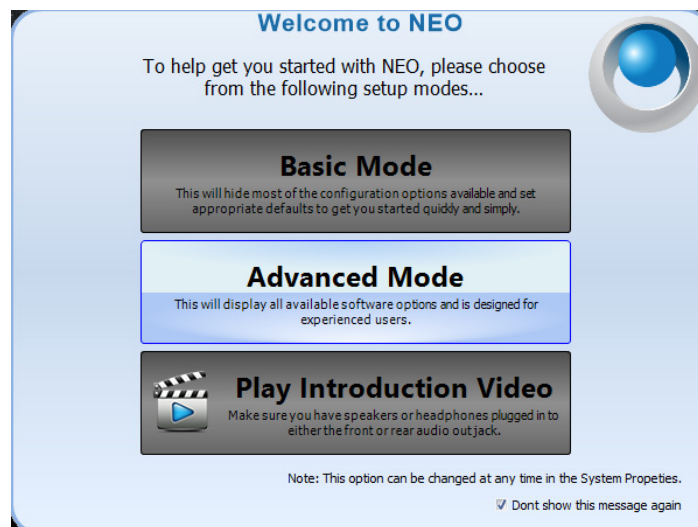 Welcome to NEO
To help get you started with NEO, please choose
from the following setup modes...
Basic Mode
This will hide most of the configuration options available and set
appropriate defaults to get you started quickly and simply.
Advanced Mode
This will display all available software options and is designed for
experienced users.
Play Introduction Video
Make sure you have speakers or headphones plugged in to
either the front or rear audio out jack.
Note: This option can be changed at any time in the System Propeties.
Dont show this message again